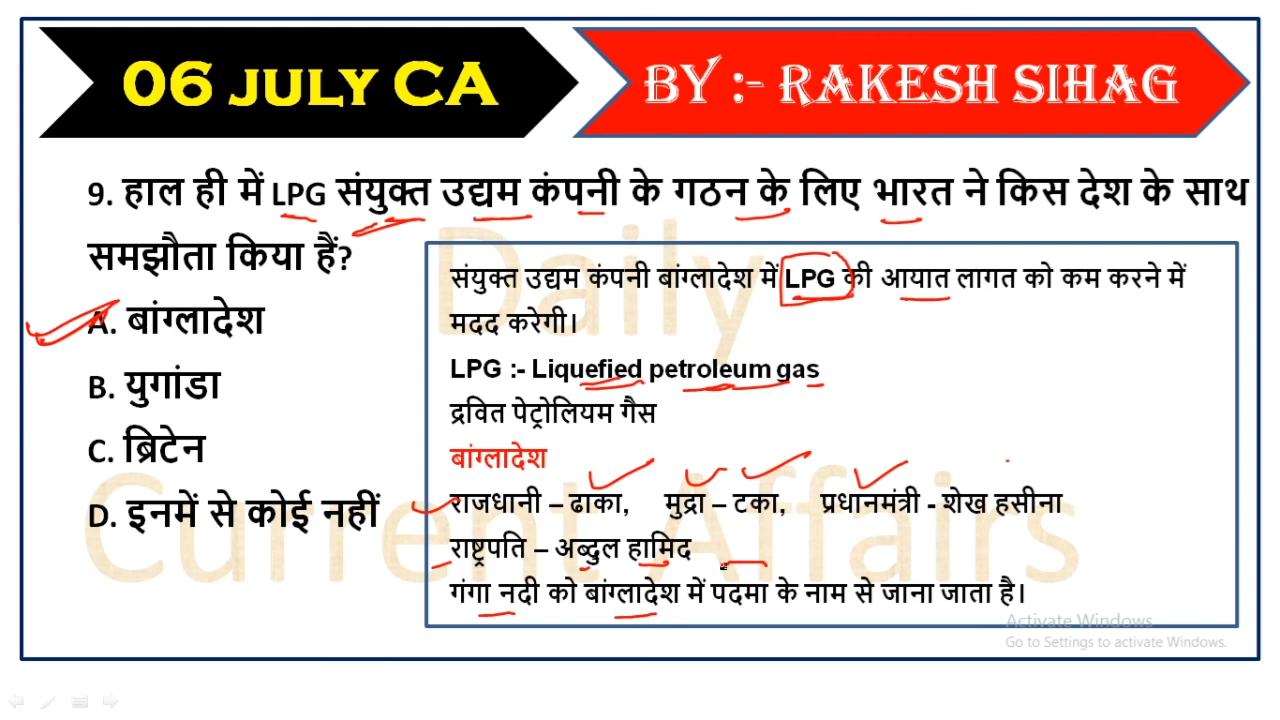 06 JULY CA
BY :- RAKESH SIHAG
9. हाल ही में LPG संयुक्त उद्यम कंपनी के गठन के लिए भारत ने किस देश के साथ
समझौता किया हैं?
A. बांग्लादेश
B. युगांडा
C. ब्रिटेन
D. इनमें से कोई नहीं
संयुक्त उद्यम कंपनी बांग्लादेश में LPG की आयात लागत को कम करने में
मदद करेगी।
LPG :- Liquefied petroleum gas
द्रवित पेट्रोलियम गैस
बांग्लादेश
राजधानी – ढाका, मुद्रा – टका, प्रधानमंत्री - शेख हसीना
राष्ट्रपति – अब्दुल हामिद
गंगा नदी को बांग्लादेश में पदमा के नाम से जाना जाता है।
Daily
Current Affairs
Activate Windows
Go to Settings to activate Windows.